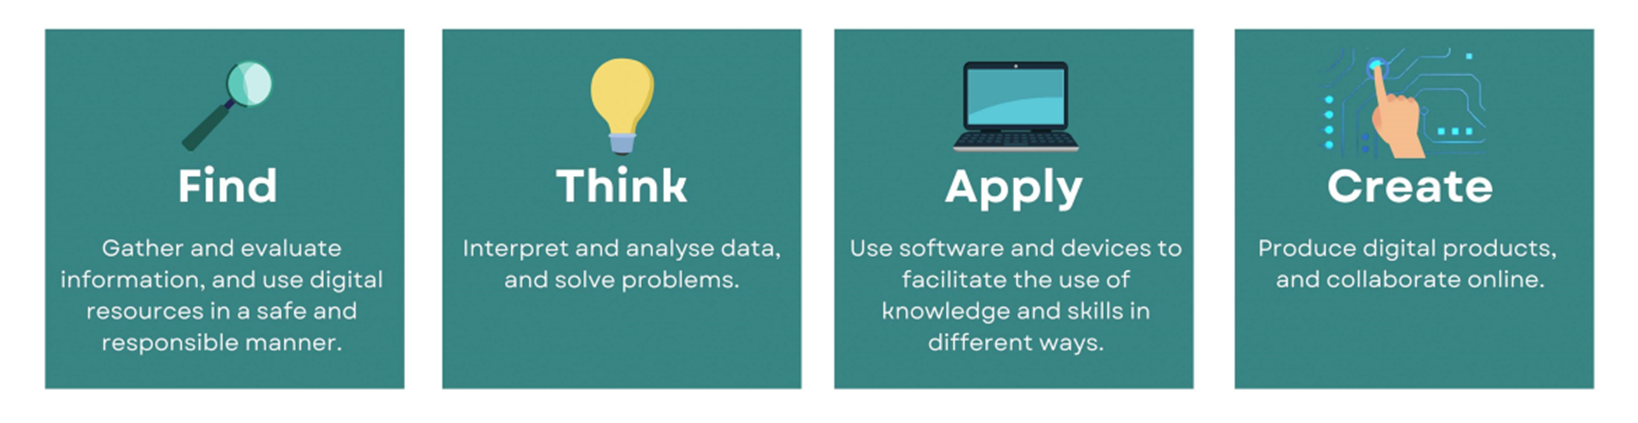 Find
Gather and evaluate
information, and use digital
resources in a safe and
responsible manner.
Think
Interpret and analyse data,
and solve problems.
Apply
Use software and devices to
facilitate the use of
knowledge and skills in
different ways.
Create
Produce digital products,
and collaborate online.